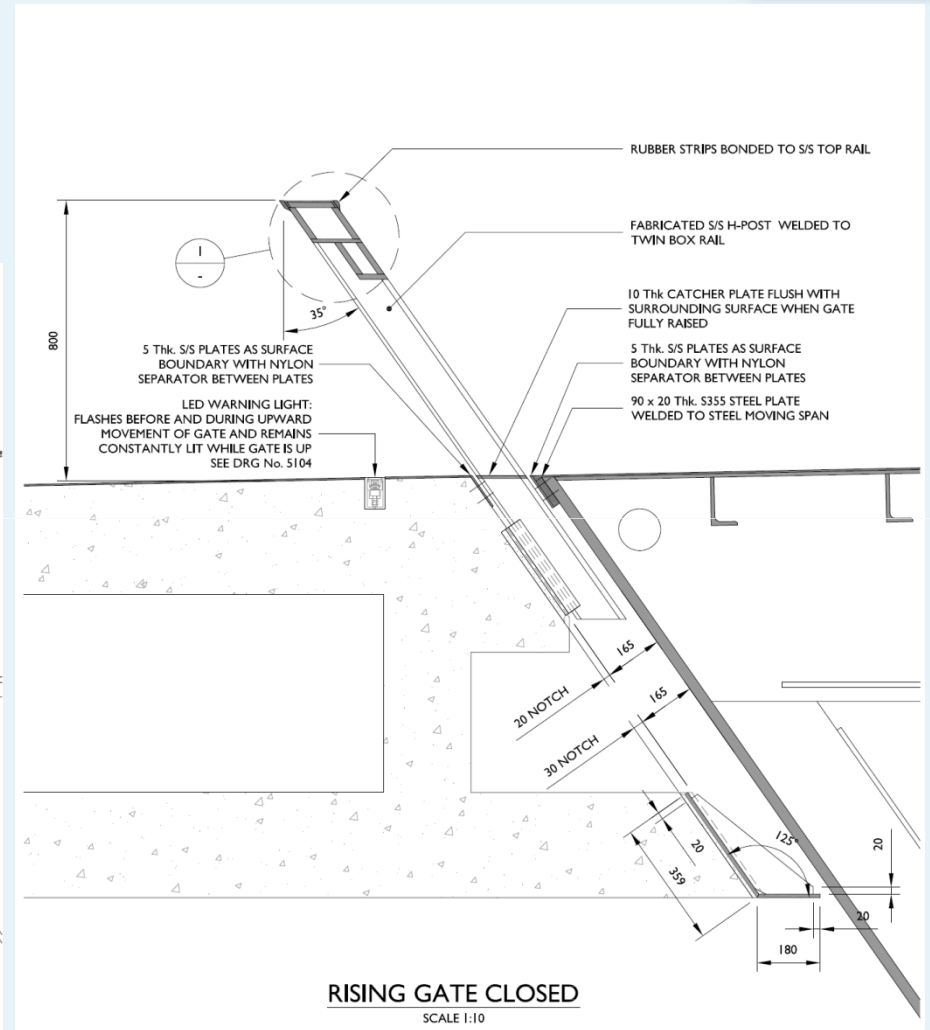 RUBBER STRIPS BONDED TO S/S TOP RAIL
FABRICATED S/S H-POST WELDED TO
TWIN BOX RAIL
I
-
35°
800
10 Thk CATCHER PLATE FLUSH WITH
SURROUNDING SURFACE WHEN GATE
FULLY RAISED
5 Thk. S/S PLATES AS SURFACE
BOUNDARY WITH NYLON
SEPARATOR BETWEEN PLATES
5 Thk. S/S PLATES AS SURFACE
BOUNDARY WITH NYLON
SEPARATOR BETWEEN PLATES
LED WARNING LIGHT:
FLASHES BEFORE AND DURING UPWARD
MOVEMENT OF GATE AND REMAINS
CONSTANTLY LIT WHILE GATE IS UP
SEE DRG No. 5104
90 x 20 Thk. S355 STEEL PLATE
WELDED TO STEEL MOVING SPAN
165
20 NOTCH
165
30 NOTCH
20
359
125°
20
20
180
RISING GATE CLOSED
SCALE 1:10